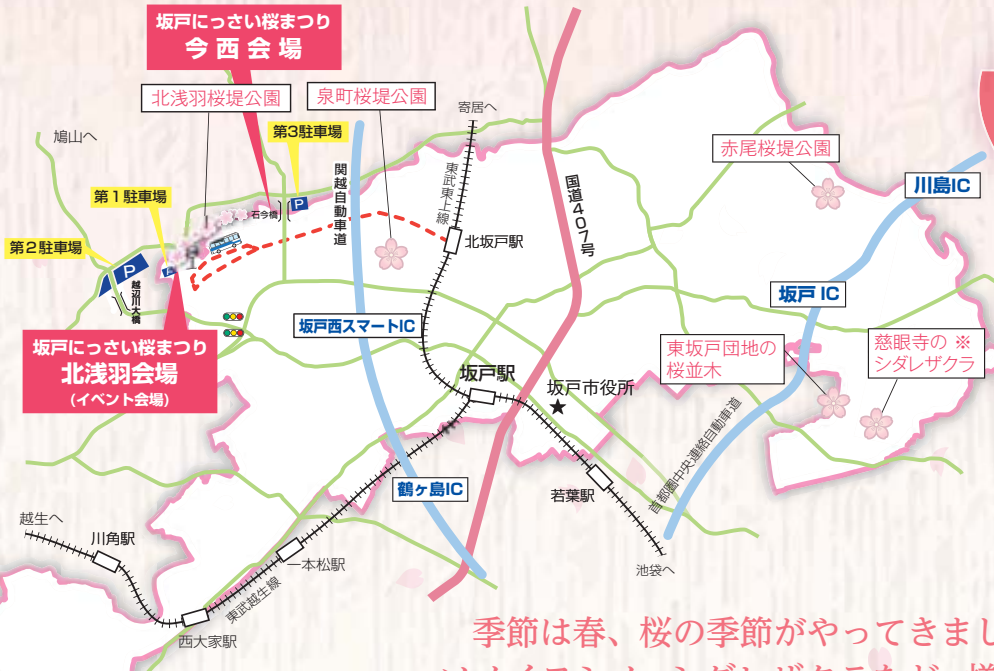 坂戸にっさい桜まつり
今西会場
北浅羽桜堤公園
泉町桜堤公園
寄居へ
鳩山へ
第3駐車場
P
赤尾桜堤公園
関越自動車道
東武東上線
国道407号
川島IC
第1駐車場
石今橋
第2駐車場
P
P
越辺川大橋
北坂戸駅
坂戸IC
坂戸西スマートIC
坂戸にっさい桜まつり
北浅羽会場
(イベント会場)
東坂戸団地の
桜並木
慈眼寺の ※
シダレザクラ
坂戸駅
坂戸市役所
首都圏中央連絡自動車道
鶴ヶ島IC
若葉駅
越生へ
川角駅
一本松駅
池袋へ
東武越生線
西大家駅
季節は春、桜の季節がやってきまし